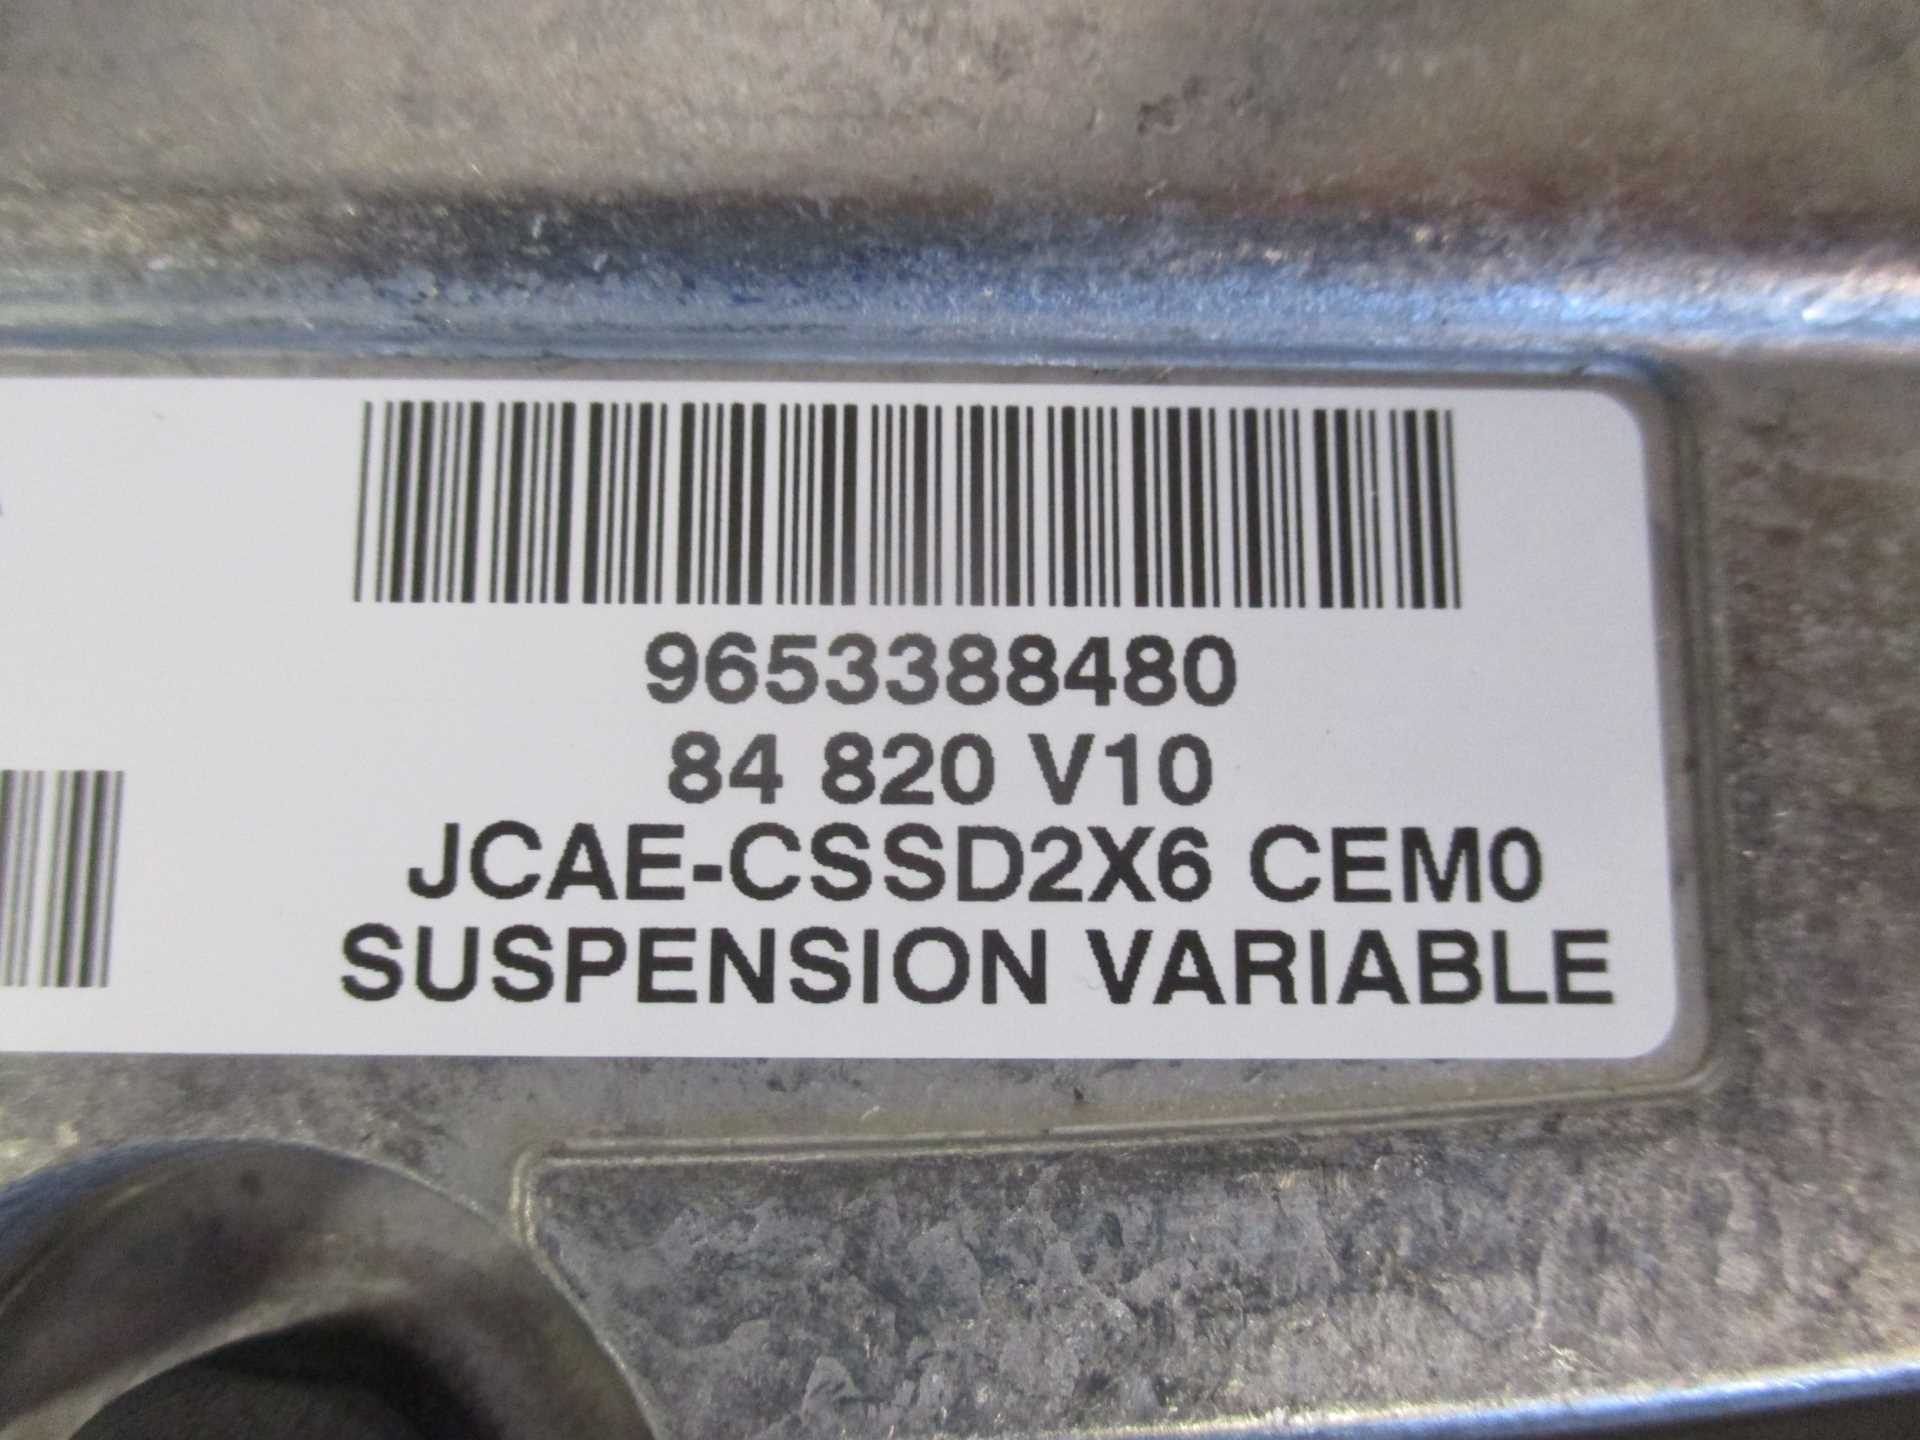 9653388480
84 820 V10
JCAE-CSSD2X6 CEM0
SUSPENSION VARIABLE